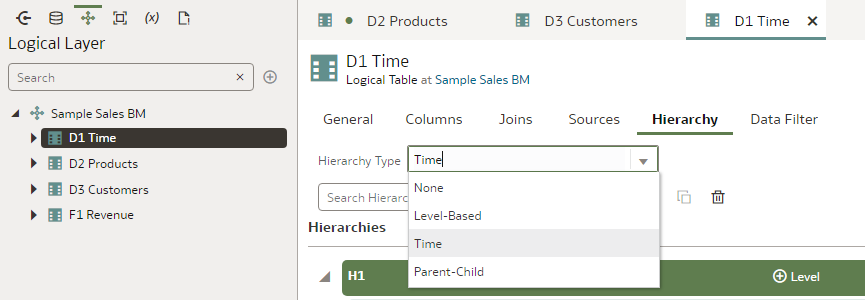 (x)
Logical Layer
Search
Sample Sales BM
D1 Time
D2 Products
D3 Customers
F1 Revenue
D2 Products
D3 Customers
D1 Time
D1 Time
Logical Table at Sample Sales BM
General
Columns
Joins
Sources
Hierarchy
Data Filter
Hierarchy Type
Time
None
Level-Based
Time
Parent-Child
Search Hierarc
Hierarchies
H1
Level